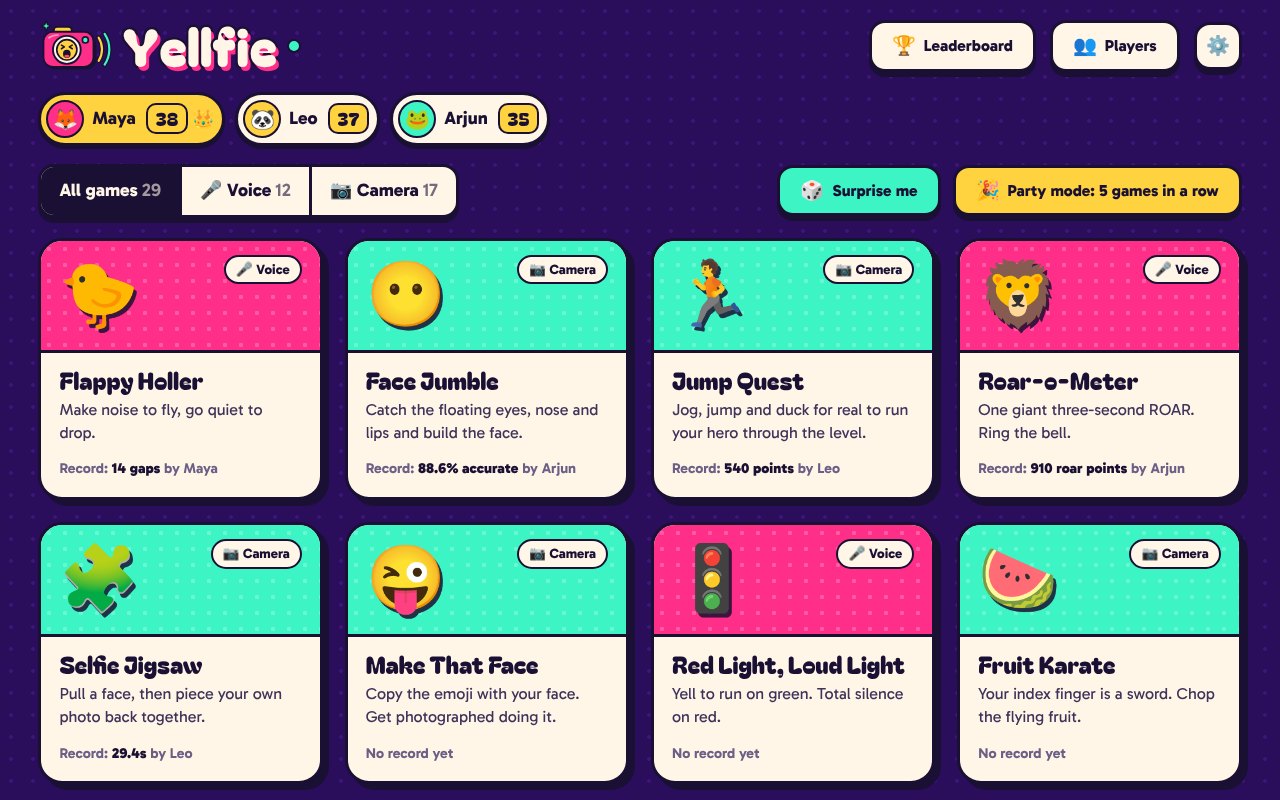 Yellfie
🏆 Leaderboard
👥 Players
Maya 38
Leo 37
Arjun 35
All games 29
Voice 12
Camera 17
Surprise me
Party mode: 5 games in a row
Voice
Flappy Holler
Make noise to fly, go quiet to
drop.
Record: 14 gaps by Maya
Camera
Face Jumble
Catch the floating eyes, nose and
lips and build the face.
Record: 88.6% accurate by Arjun
Camera
Jump Quest
Jog, jump and duck for real to run
your hero through the level.
Record: 540 points by Leo
Voice
Roar-o-Meter
One giant three-second ROAR.
Ring the bell.
Record: 910 roar points by Arjun
Camera
Selfie Jigsaw
Pull a face, then piece your own
photo back together.
Record: 29.4s by Leo
Camera
Make That Face
Copy the emoji with your face.
Get photographed doing it.
No record yet
Voice
Red Light, Loud Light
Yell to run on green. Total silence
on red.
No record yet
Camera
Fruit Karate
Your index finger is a sword. Chop
the flying fruit.
No record yet